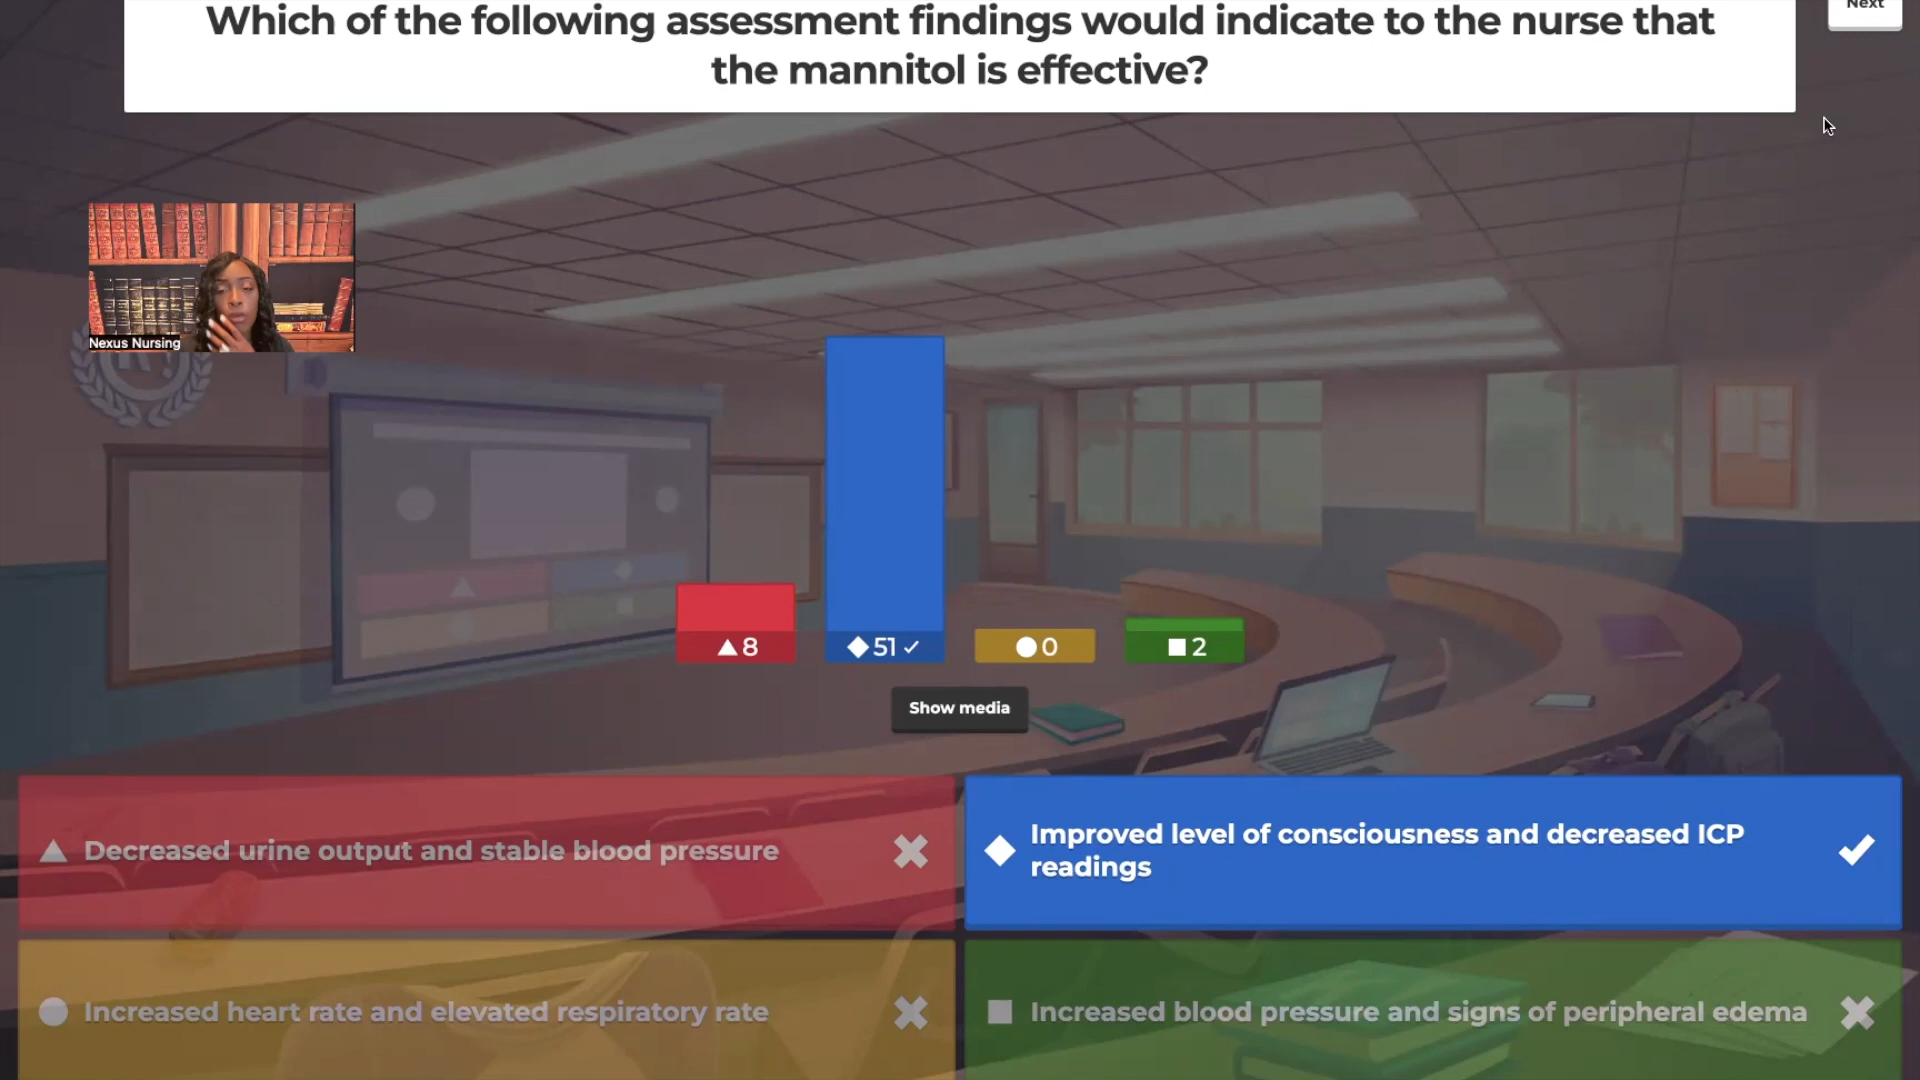 Which of the following assessment findings would indicate to the nurse that
the mannitol is effective?
Next
Nexus Nursing
8
51
0
2
Show media
Decreased urine output and stable blood pressure
Improved level of consciousness and decreased ICP
readings
Increased heart rate and elevated respiratory rate
Increased blood pressure and signs of peripheral edema